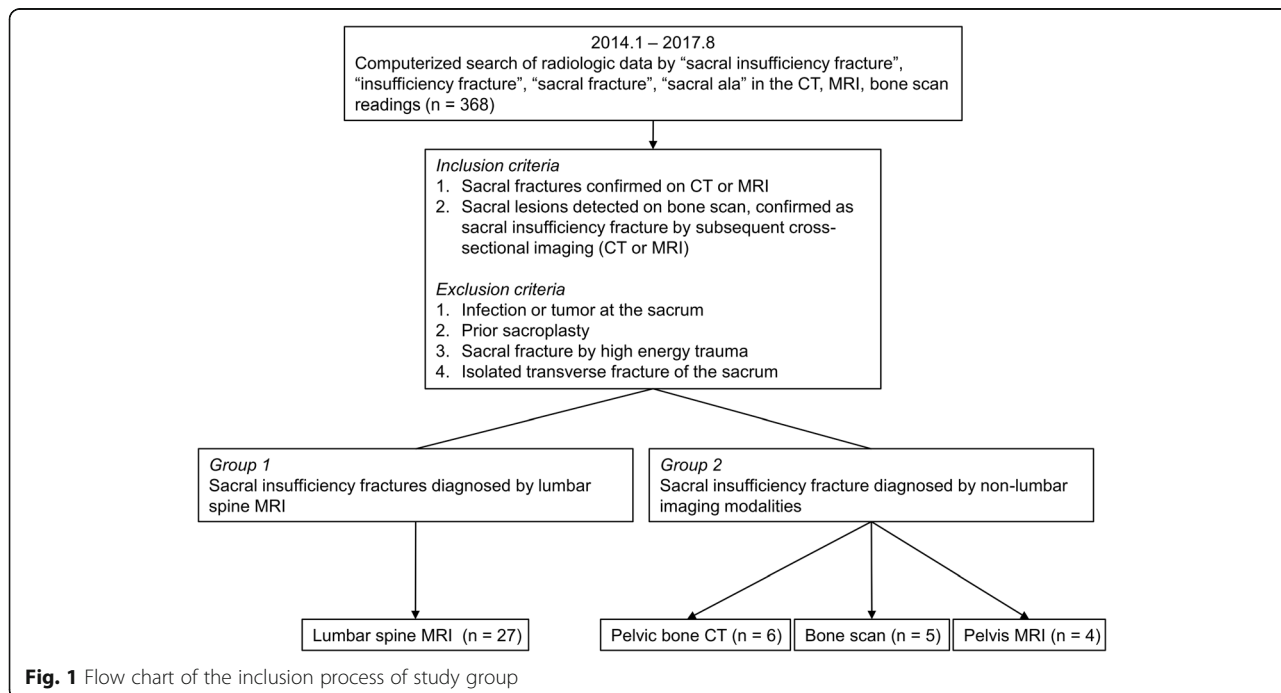 2014.1 – 2017.8
Computerized search of radiologic data by “sacral insufficiency fracture”,
“insufficiency fracture”, “sacral fracture”, “sacral ala” in the CT, MRI, bone scan
readings (n = 368)
Inclusion criteria
1. Sacral fractures confirmed on CT or MRI
2. Sacral lesions detected on bone scan, confirmed as
sacral insufficiency fracture by subsequent cross-
sectional imaging (CT or MRI)
Exclusion criteria
1. Infection or tumor at the sacrum
2. Prior sacroplasty
3. Sacral fracture by high energy trauma
4. Isolated transverse fracture of the sacrum
Group 1
Sacral insufficiency fractures diagnosed by lumbar
spine MRI
Group 2
Sacral insufficiency fracture diagnosed by non-lumbar
imaging modalities
Lumbar spine MRI (n = 27)
Pelvic bone CT (n = 6)
Bone scan (n = 5)
Pelvis MRI (n = 4)
Fig. 1 Flow chart of the inclusion process of study group